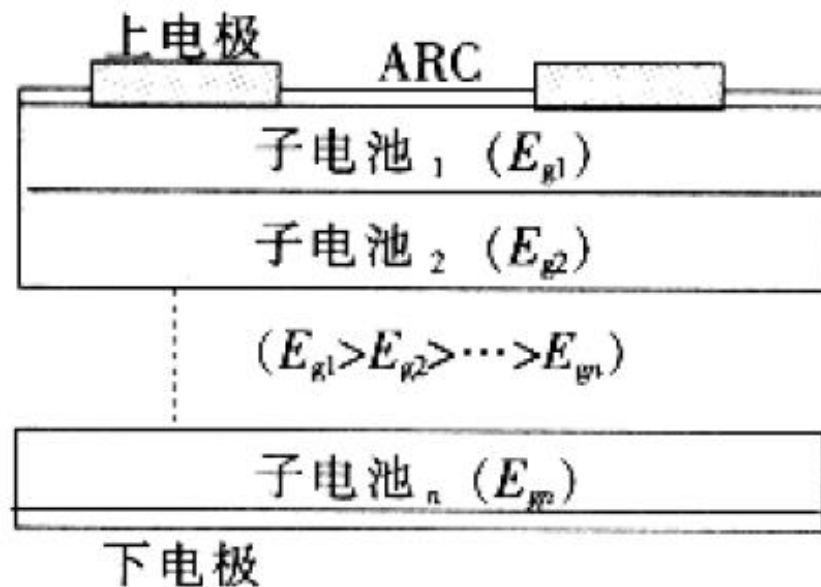 上电极
ARC
子电池 1 (Eg1)
子电池 2 (Eg2)
(Eg1>Eg2>…>Egn)
子电池 n (Egn)
下电极